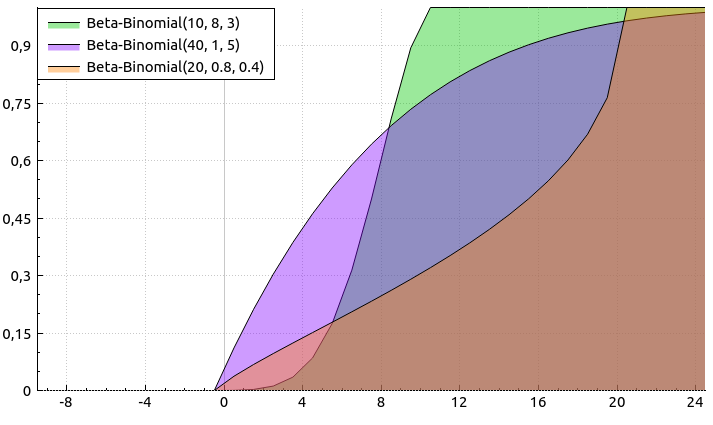 Beta-Binomial(10, 8, 3)
Beta-Binomial(40, 1, 5)
Beta-Binomial(20, 0.8, 0.4)
0,9
0,75
0,6
0,45
0,3
0,15
0
-8 -4 0 4 8 12 16 20 24